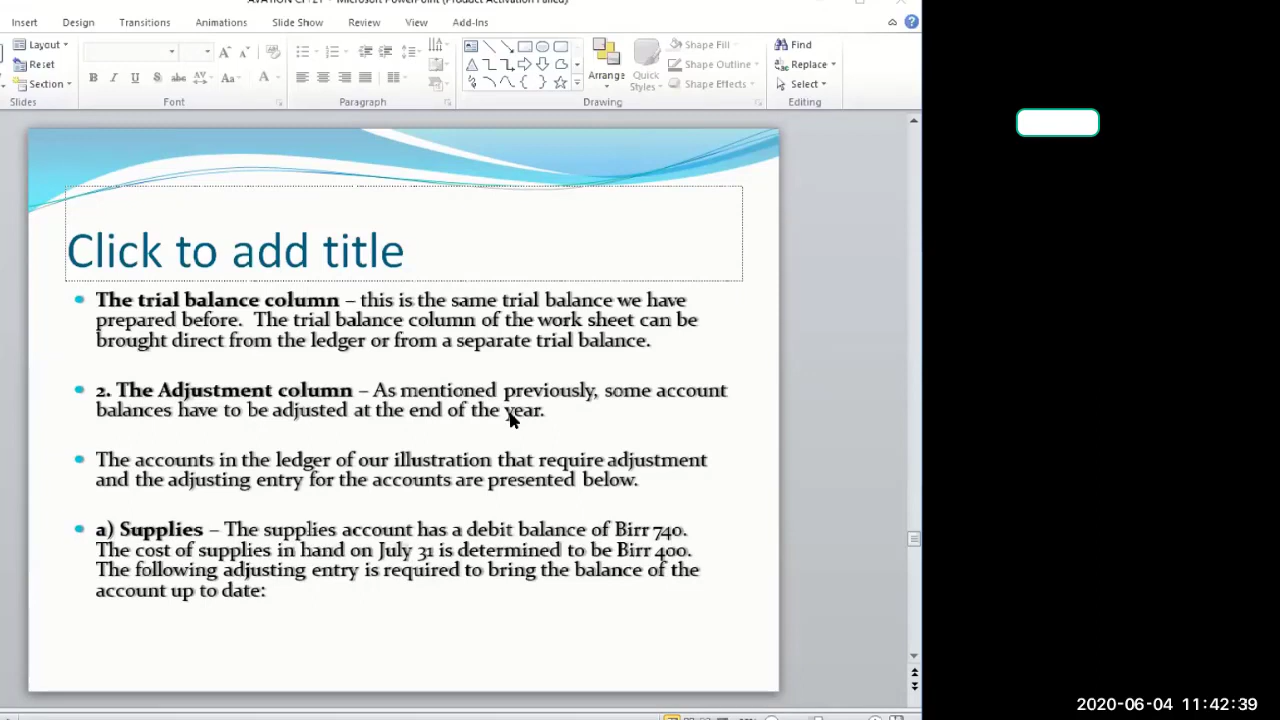 Insert Design Transitions Animations Slide Show Review View Add-Ins
Layout
Reset
Section
Slides
Font
Paragraph
Arrange
Quick
Styles
Shape Fill
Shape Outline
Shape Effects
Drawing
Find
Replace
Select
Editing
Click to add title
The trial balance column – this is the same trial balance we have
prepared before. The trial balance column of the work sheet can be
brought direct from the ledger or from a separate trial balance.
2. The Adjustment column – As mentioned previously, some account
balances have to be adjusted at the end of the year.
The accounts in the ledger of our illustration that require adjustment
and the adjusting entry for the accounts are presented below.
a) Supplies – The supplies account has a debit balance of Birr 740.
The cost of supplies in hand on July 31 is determined to be Birr 400.
The following adjusting entry is required to bring the balance of the
account up to date:
2020-06-04 11:42:39